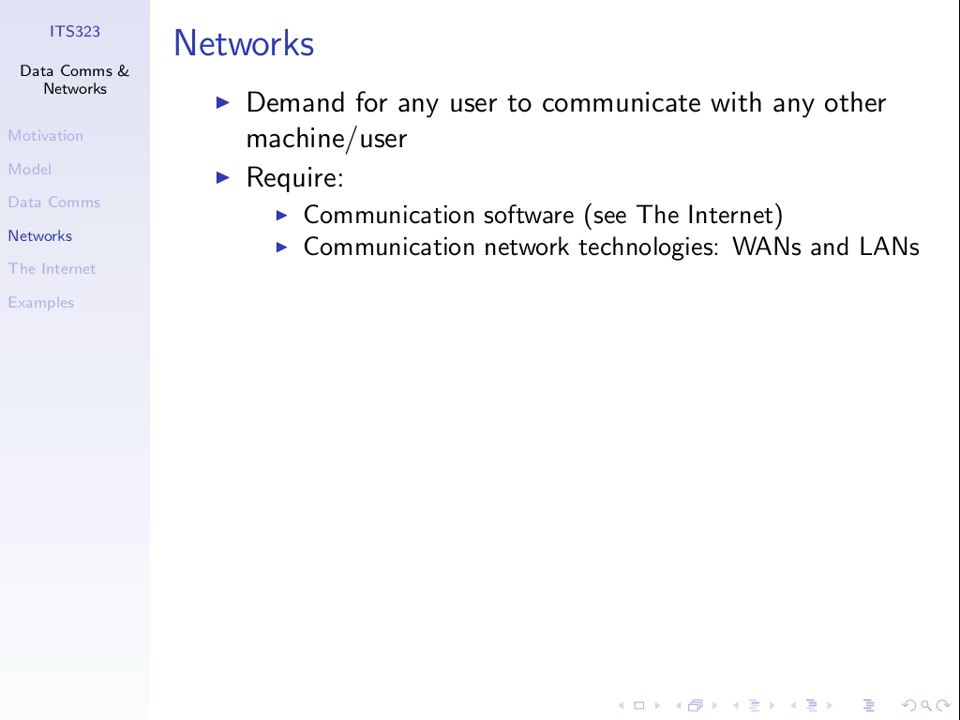 ITS323
Data Comms &
Networks
Motivation
Model
Data Comms
Networks
The Internet
Examples
Networks
Demand for any user to communicate with any other
machine/user
Require:
Communication software (see The Internet)
Communication network technologies: WANs and LANs